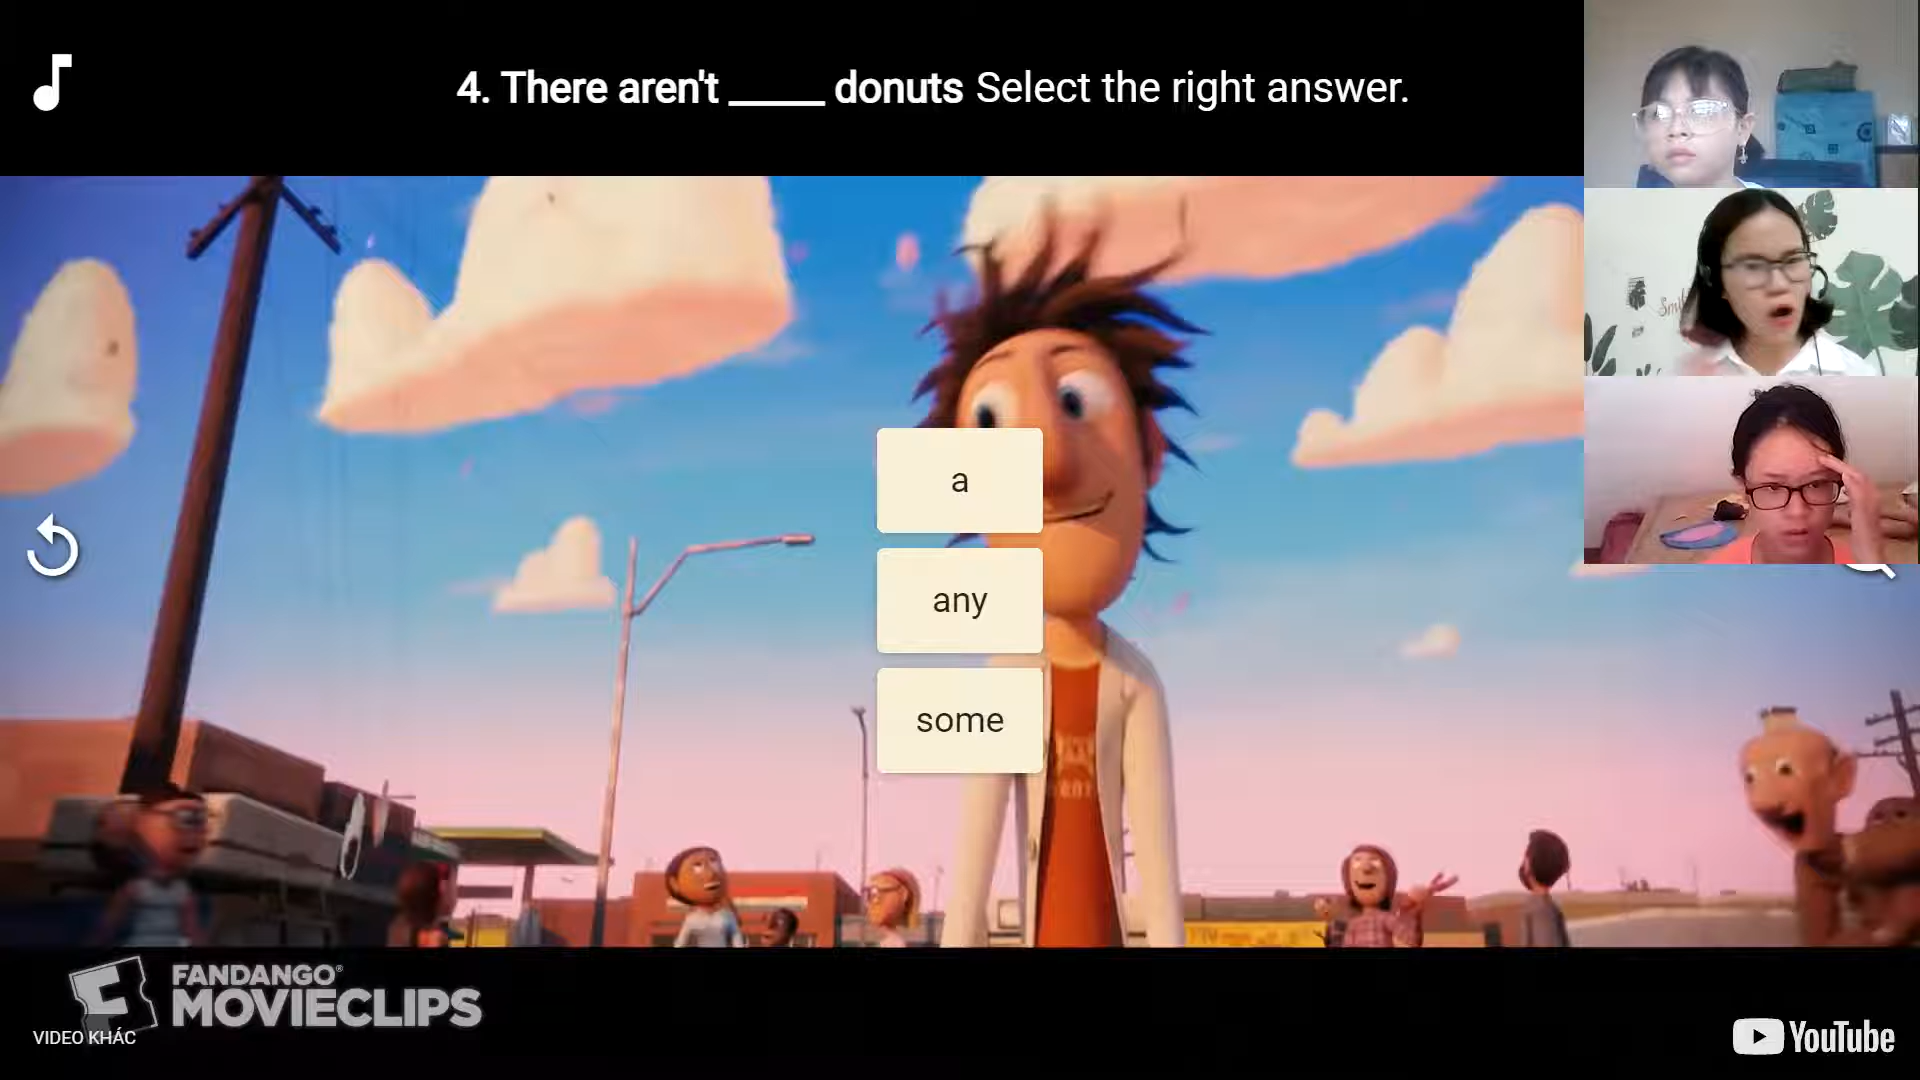 4. There aren't _____ donuts Select the right answer.
a
any
some
FANDANGO®
MOVIECLIPS
VIDEO KHÁC
YouTube